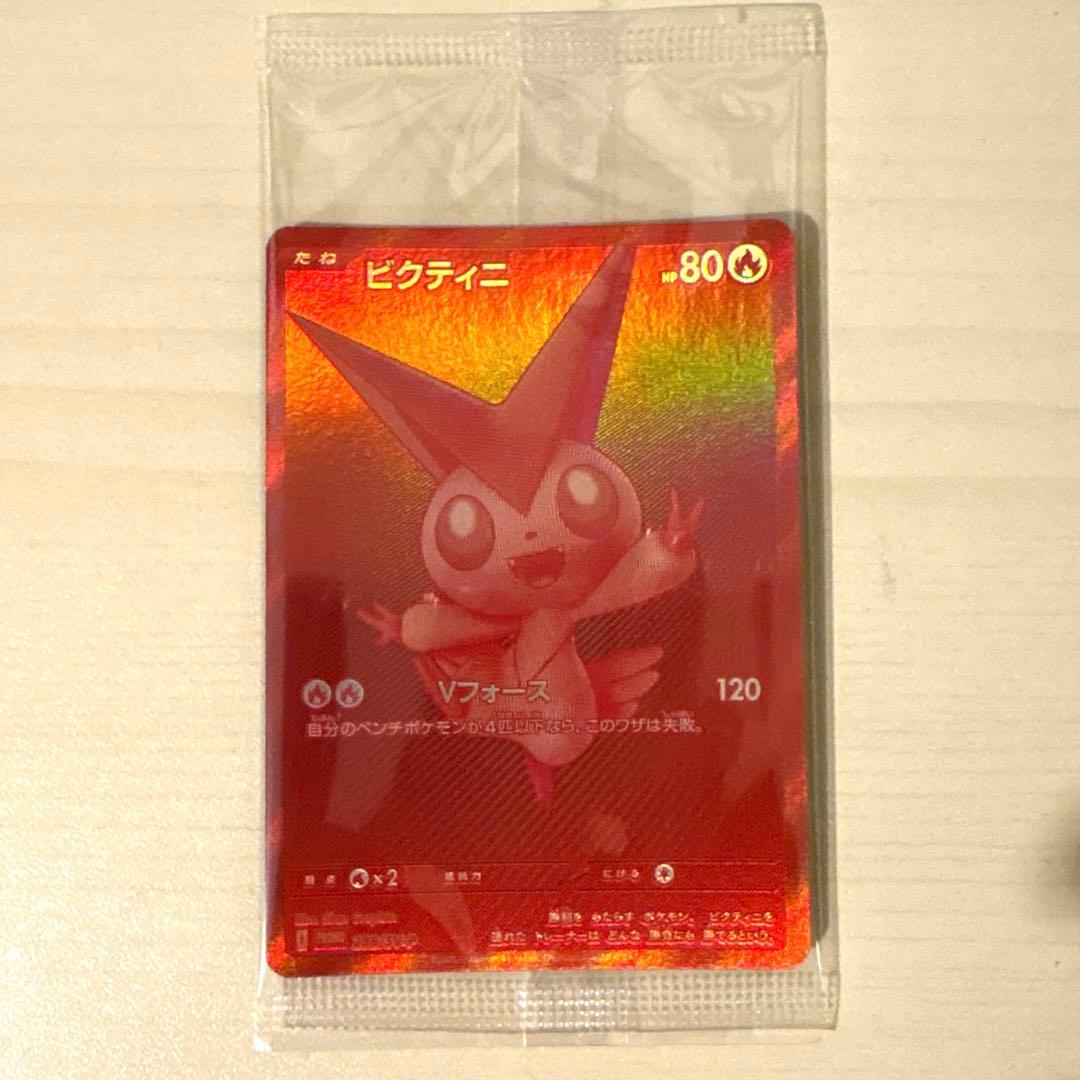 たね ビクティニ HP80
Vフォース 120
自分のベンチポケモンが4匹以下なら、このワザは失敗。
弱点 ×2 抵抗力 にげる
勝利を もたらす ポケモン。 ビクティニを
連れた トレーナーは どんな 勝負にも 勝てるという。